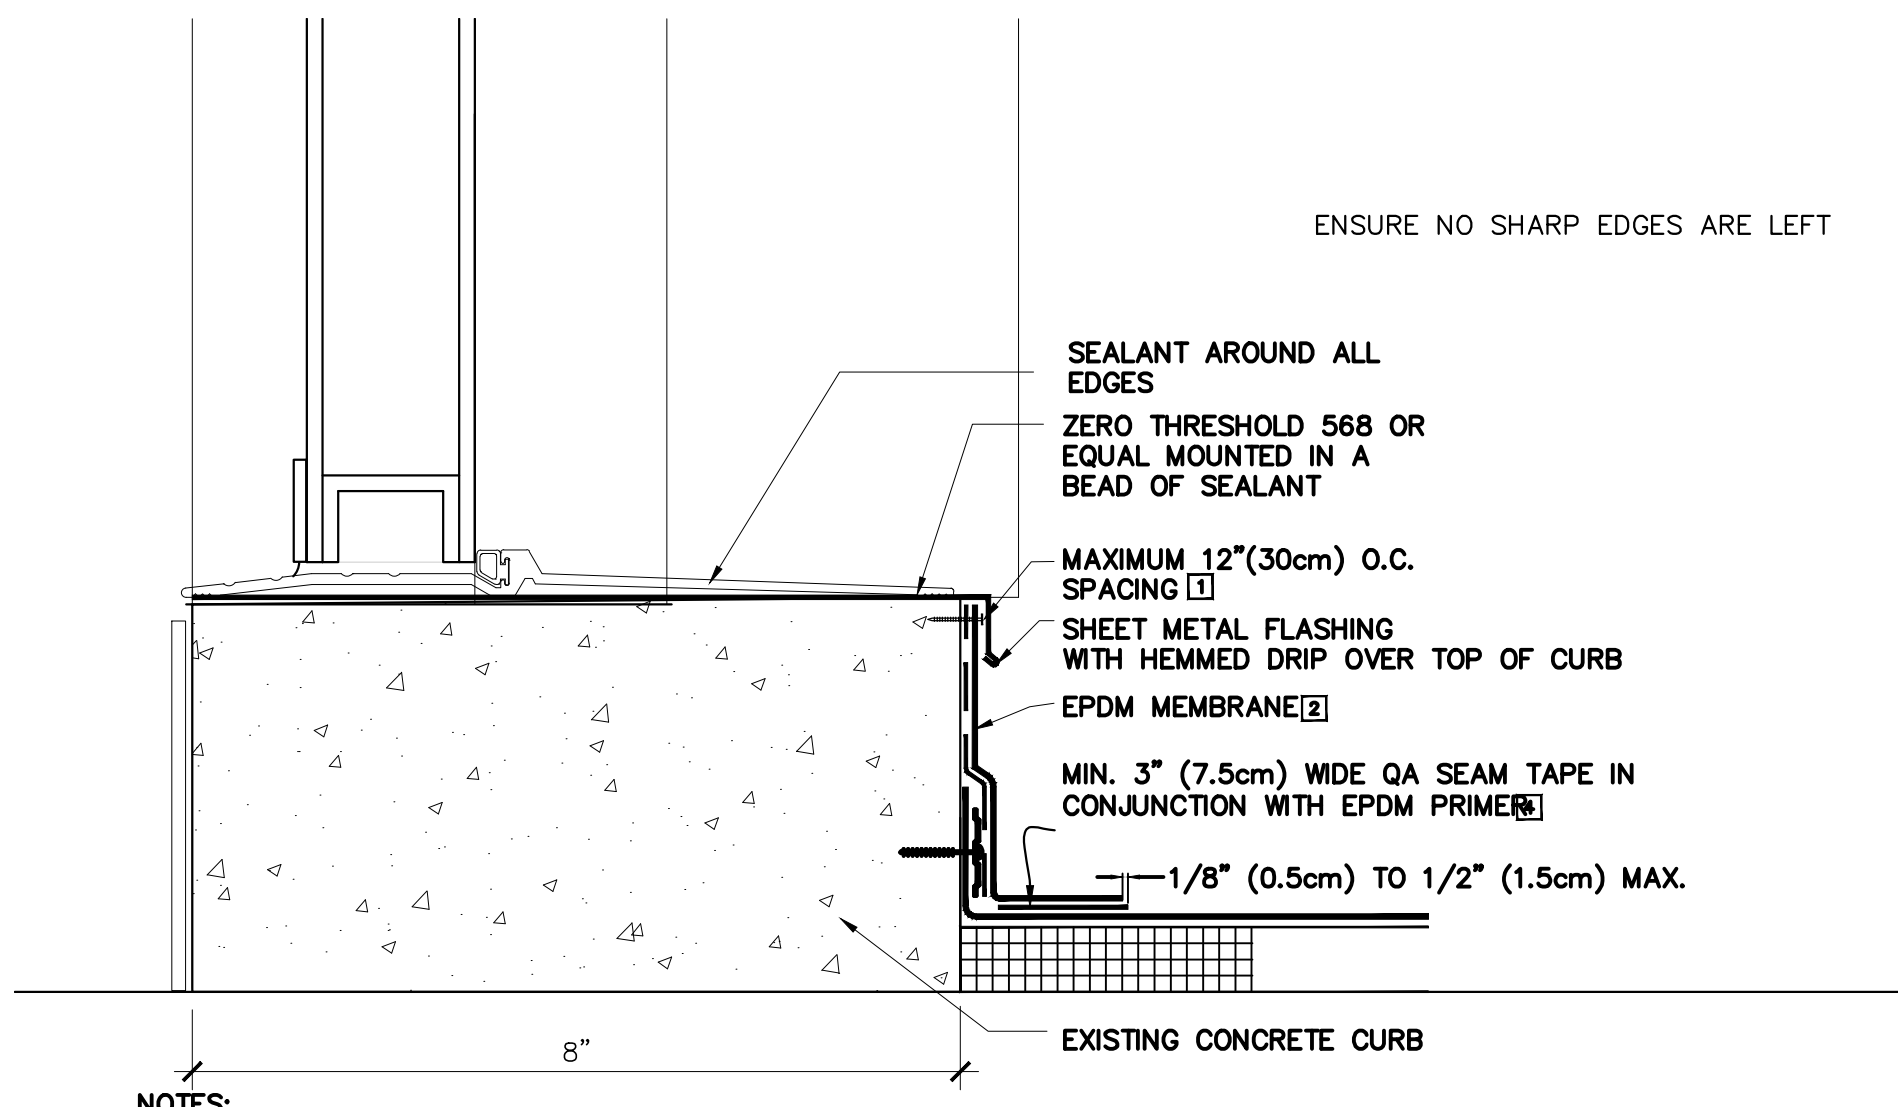 ENSURE NO SHARP EDGES ARE LEFT
SEALANT AROUND ALL
EDGES
ZERO THRESHOLD 568 OR
EQUAL MOUNTED IN A
BEAD OF SEALANT
MAXIMUM 12”(30cm) O.C.
SPACING 1
SHEET METAL FLASHING
WITH HEMMED DRIP OVER TOP OF CURB
EPDM MEMBRANE 2
MIN. 3” (7.5cm) WIDE QA SEAM TAPE IN
CONJUNCTION WITH EPDM PRIMER 4
1/8” (0.5cm) TO 1/2” (1.5cm) MAX.
EXISTING CONCRETE CURB
8”
NOTES: